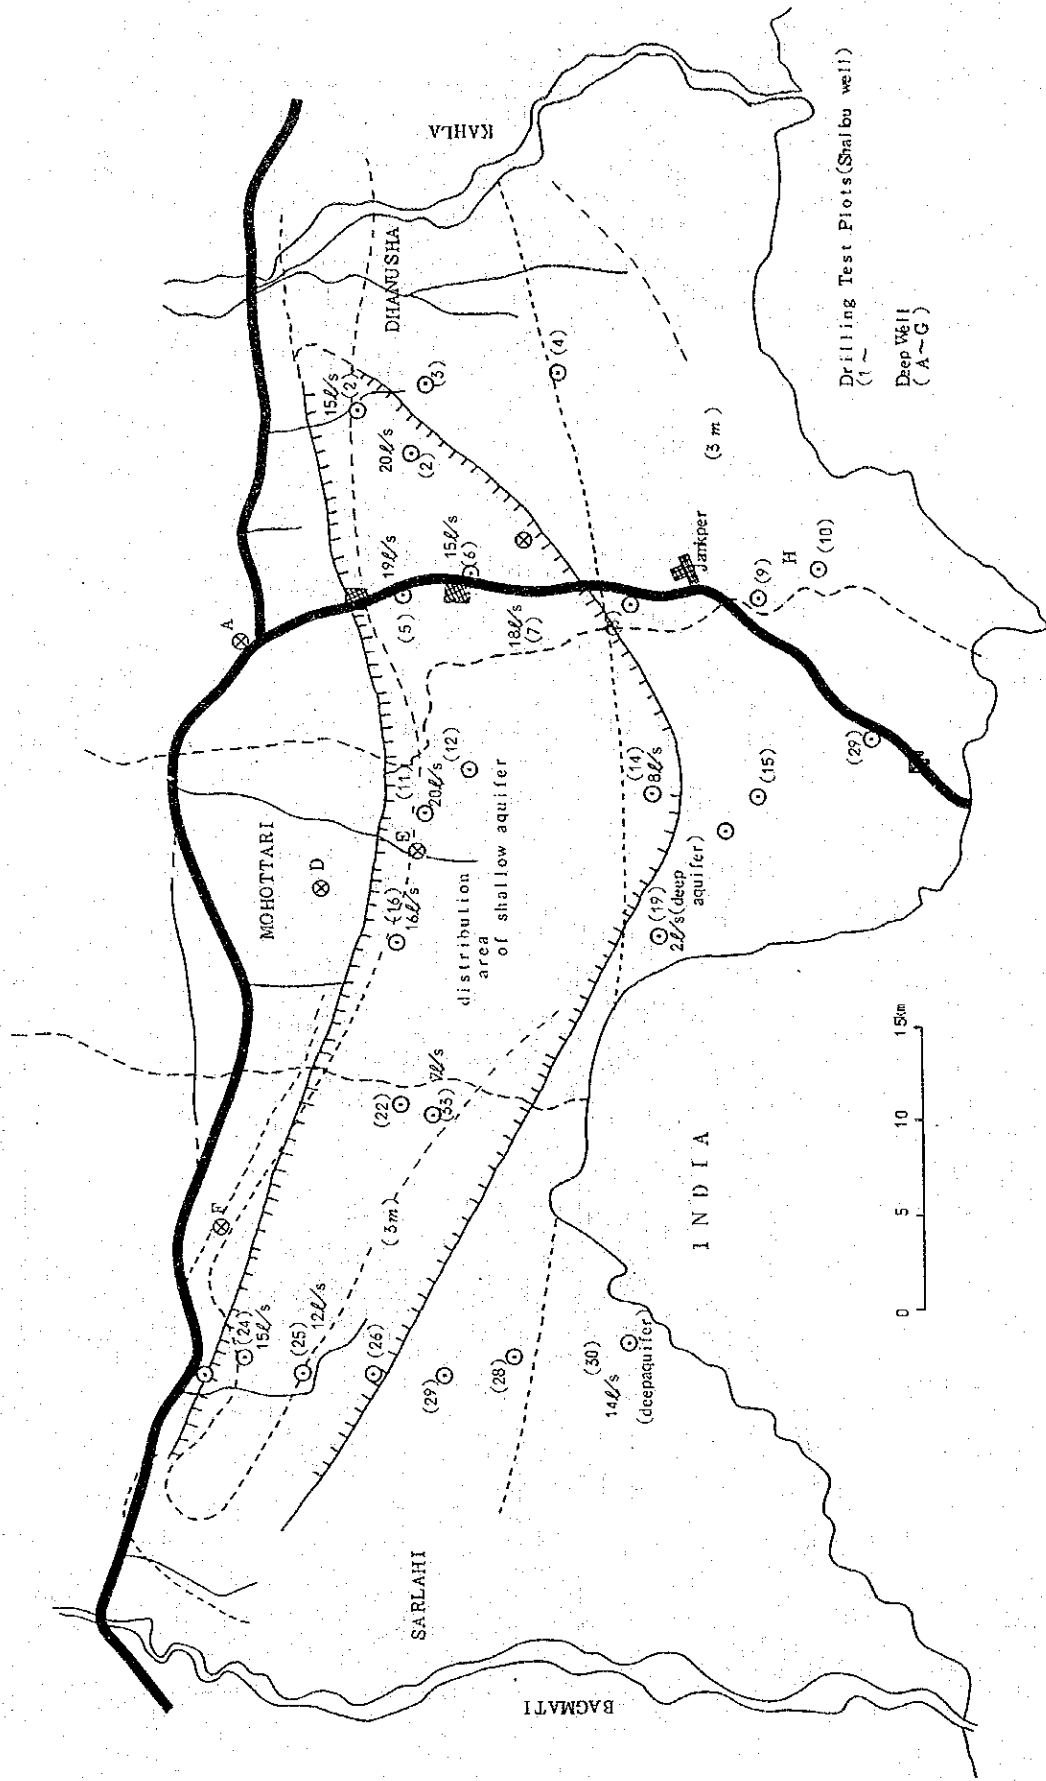 KAHLA
DHANUSHA
15ℓ/s
(2)
(3)
(4)
20ℓ/s
(2)
(3 m)
Drilling Test Plots(Shalbu well)
(1~
Deep Well
( A~G )
A
19ℓ/s
(5)
15ℓ/s
(6)
18ℓ/s
(7)
Jankper
(9)
H
(10)
MOHOTTARI
D
(11)
20ℓ/s
(12)
E
(14)
8ℓ/s
(15)
(29)
(16)
16ℓ/s
distribution
area
of shallow aquifer
(19)
2ℓ/s(deep
aquifer)
(22)
(33)
7ℓ/s
F
(3m)
INDIA
0 5 10 15km
(24)
15ℓ/s
(25)
12ℓ/s
(26)
(29)
(28)
(30)
14ℓ/s
(deepaquifer)
SARLAHI
BAGMATI